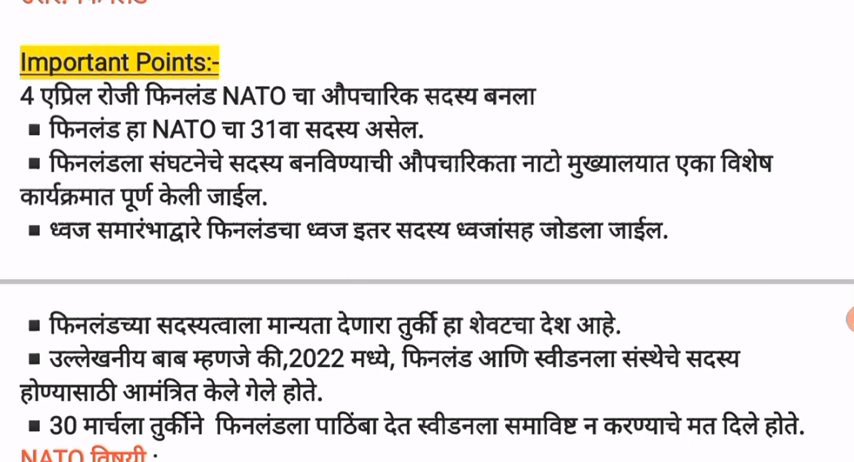 Important Points:-
4 एप्रिल रोजी फिनलंड NATO चा औपचारिक सदस्य बनला
▪ फिनलंड हा NATO चा 31वा सदस्य असेल.
▪ फिनलंडला संघटनेचे सदस्य बनविण्याची औपचारिकता नाटो मुख्यालयात एका विशेष
कार्यक्रमात पूर्ण केली जाईल.
▪ ध्वज समारंभाद्वारे फिनलंडचा ध्वज इतर सदस्य ध्वजांसह जोडला जाईल.
▪ फिनलंडच्या सदस्यत्वाला मान्यता देणारा तुर्की हा शेवटचा देश आहे.
▪ उल्लेखनीय बाब म्हणजे की,2022 मध्ये, फिनलंड आणि स्वीडनला संस्थेचे सदस्य
होण्यासाठी आमंत्रित केले गेले होते.
▪ 30 मार्चला तुर्कीने फिनलंडला पाठिंबा देत स्वीडनला समाविष्ट न करण्याचे मत दिले होते.
NATO विषयी :